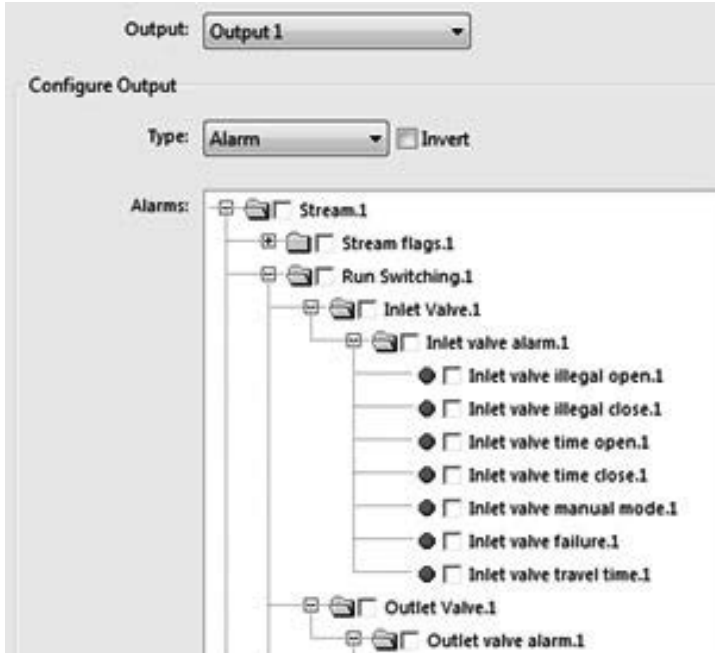 Output: Output 1
Configure Output
Type: Alarm Invert
Alarms: Stream.1
Stream flags.1
Run Switching.1
Inlet Valve.1
Inlet valve alarm.1
Inlet valve illegal open.1
Inlet valve illegal close.1
Inlet valve time open.1
Inlet valve time close.1
Inlet valve manual mode.1
Inlet valve failure.1
Inlet valve travel time.1
Outlet Valve.1
Outlet valve alarm.1